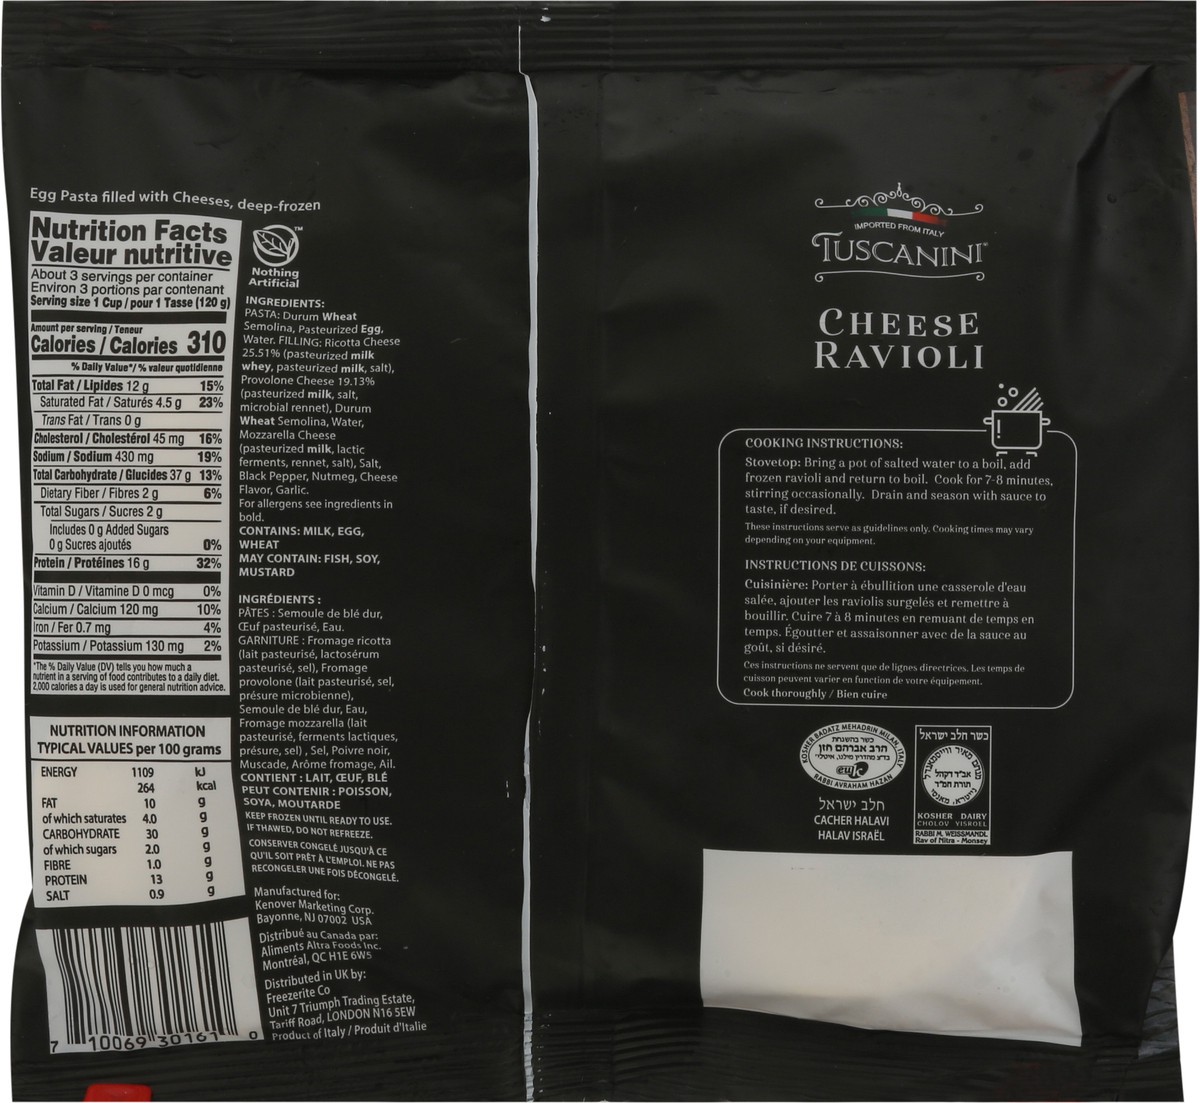 Egg Pasta filled with Cheeses, deep-frozen
Nutrition Facts
Valeur nutritive
About 3 servings per container
Environ 3 portions par contenant
Serving size 1 Cup / pour 1 Tasse (120 g)
Amount per serving / Teneur
Calories / Calories 310
% Daily Value*/ % valeur quotidienne
Total Fat / Lipides 12 g 15%
Saturated Fat / Saturés 4.5 g 23%
Trans Fat / Trans 0 g
Cholesterol / Cholestérol 45 mg 16%
Sodium / Sodium 430 mg 19%
Total Carbohydrate / Glucides 37 g 13%
Dietary Fiber / Fibres 2 g 6%
Total Sugars / Sucres 2 g
Includes 0 g Added Sugars
0 g Sucres ajoutés 0%
Protein / Protéines 16 g 32%
Vitamin D / Vitamine D 0 mcg 0%
Calcium / Calcium 120 mg 10%
Iron / Fer 0.7 mg 4%
Potassium / Potassium 130 mg 2%
*The % Daily Value (DV) tells you how much a
nutrient in a serving of food contributes to a daily diet.
2,000 calories a day is used for general nutrition advice.
NUTRITION INFORMATION
TYPICAL VALUES per 100 grams
ENERGY 1109 kJ
264 kcal
FAT 10 g
of which saturates 4.0 g
CARBOHYDRATE 30 g
of which sugars 2.0 g
FIBRE 1.0 g
PROTEIN 13 g
SALT 0.9 g
7 10069 30161 0
TM
Nothing
Artificial
INGREDIENTS:
PASTA: Durum Wheat
Semolina, Pasteurized Egg,
Water. FILLING: Ricotta Cheese
25.51% (pasteurized milk
whey, pasteurized milk, salt),
Provolone Cheese 19.13%
(pasteurized milk, salt,
microbial rennet), Durum
Wheat Semolina, Water,
Mozzarella Cheese
(pasteurized milk, lactic
ferments, rennet, salt), Salt,
Black Pepper, Nutmeg, Cheese
Flavor, Garlic.
For allergens see ingredients in
bold.
CONTAINS: MILK, EGG,
WHEAT
MAY CONTAIN: FISH, SOY,
MUSTARD
INGRÉDIENTS :
PÂTES : Semoule de blé dur,
Œuf pasteurisé, Eau.
GARNITURE : Fromage ricotta
(lait pasteurisé, lactosérum
pasteurisé, sel), Fromage
provolone (lait pasteurisé, sel,
présure microbienne),
Semoule de blé dur, Eau,
Fromage mozzarella (lait
pasteurisé, ferments lactiques,
présure, sel) , Sel, Poivre noir,
Muscade, Arôme fromage, Ail.
CONTIENT : LAIT, ŒUF, BLÉ
PEUT CONTENIR : POISSON,
SOYA, MOUTARDE
KEEP FROZEN UNTIL READY TO USE.
IF THAWED, DO NOT REFREEZE.
CONSERVER CONGELÉ JUSQU'À CE
QU'IL SOIT PRÊT À L'EMPLOI. NE PAS
RECONGELER UNE FOIS DÉCONGELÉ.
Manufactured for:
Kenover Marketing Corp.
Bayonne, NJ 07002 USA
Distribué au Canada par:
Aliments Altra Foods Inc.
Montréal, QC H1E 6W5
Distributed in UK by:
Freezerite Co
Unit 7 Triumph Trading Estate,
Tariff Road, LONDON N16 5EW
Product of Italy / Produit d'Italie
IMPORTED FROM ITALY
TUSCANINI®
CHEESE
RAVIOLI
COOKING INSTRUCTIONS:
Stovetop: Bring a pot of salted water to a boil, add
frozen ravioli and return to boil. Cook for 7-8 minutes,
stirring occasionally. Drain and season with sauce to
taste, if desired.
These instructions serve as guidelines only. Cooking times may vary
depending on your equipment.
INSTRUCTIONS DE CUISSONS:
Cuisinière: Porter à ébullition une casserole d'eau
salée, ajouter les raviolis surgelés et remettre à
bouillir. Cuire 7 à 8 minutes en remuant de temps en
temps. Égoutter et assaisonner avec de la sauce au
goût, si désiré.
Ces instructions ne servent que de lignes directrices. Les temps de
cuisson peuvent varier en fonction de votre équipement.
Cook thoroughly / Bien cuire
KOSHER BADATZ MEHADRIN MILAN, ITALY
כשר בהשגחת
הרב אברהם חזן
בד״צ מהדרין מילנו, איטלי׳
RABBI AVRAHAM HAZAN
חלב ישראל
CACHER HALAVI
HALAV ISRAËL
כשר חלב ישראל
אב״ד דקהל
KOSHER DAIRY
CHOLOV YISROEL
RABBI M. WEISSMANDL
Rav of Nitra - Monsey